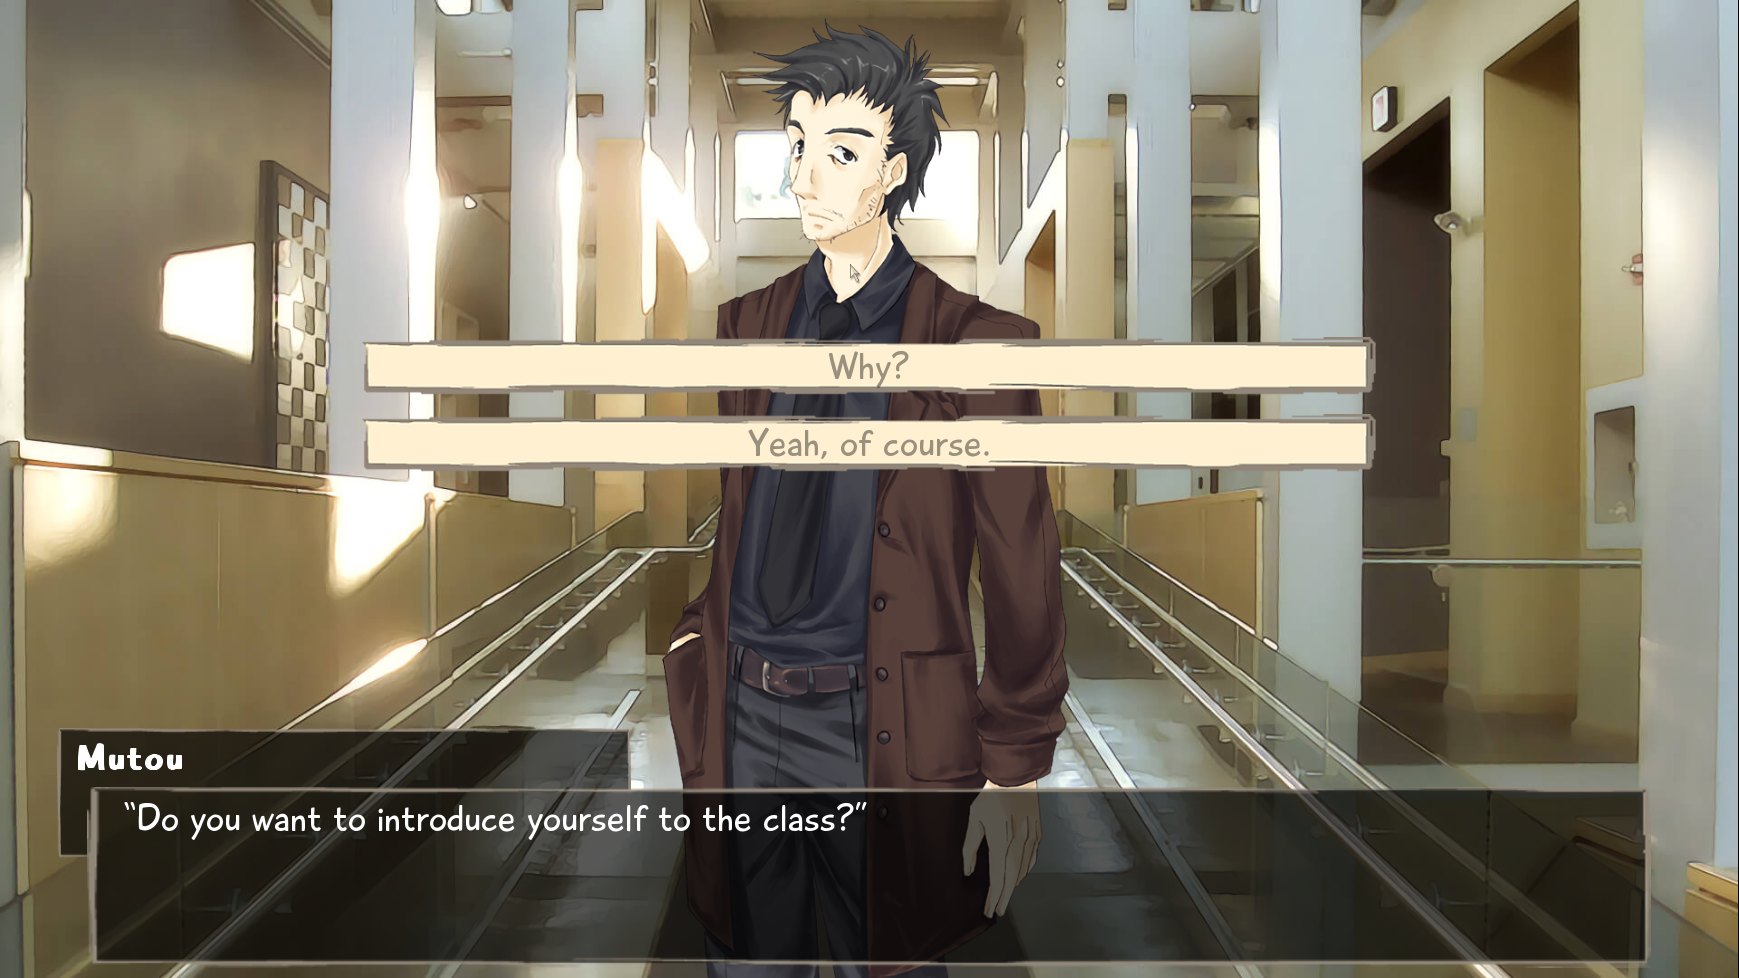 Why?
Yeah, of course.
Mutou
“Do you want to introduce yourself to the class?”